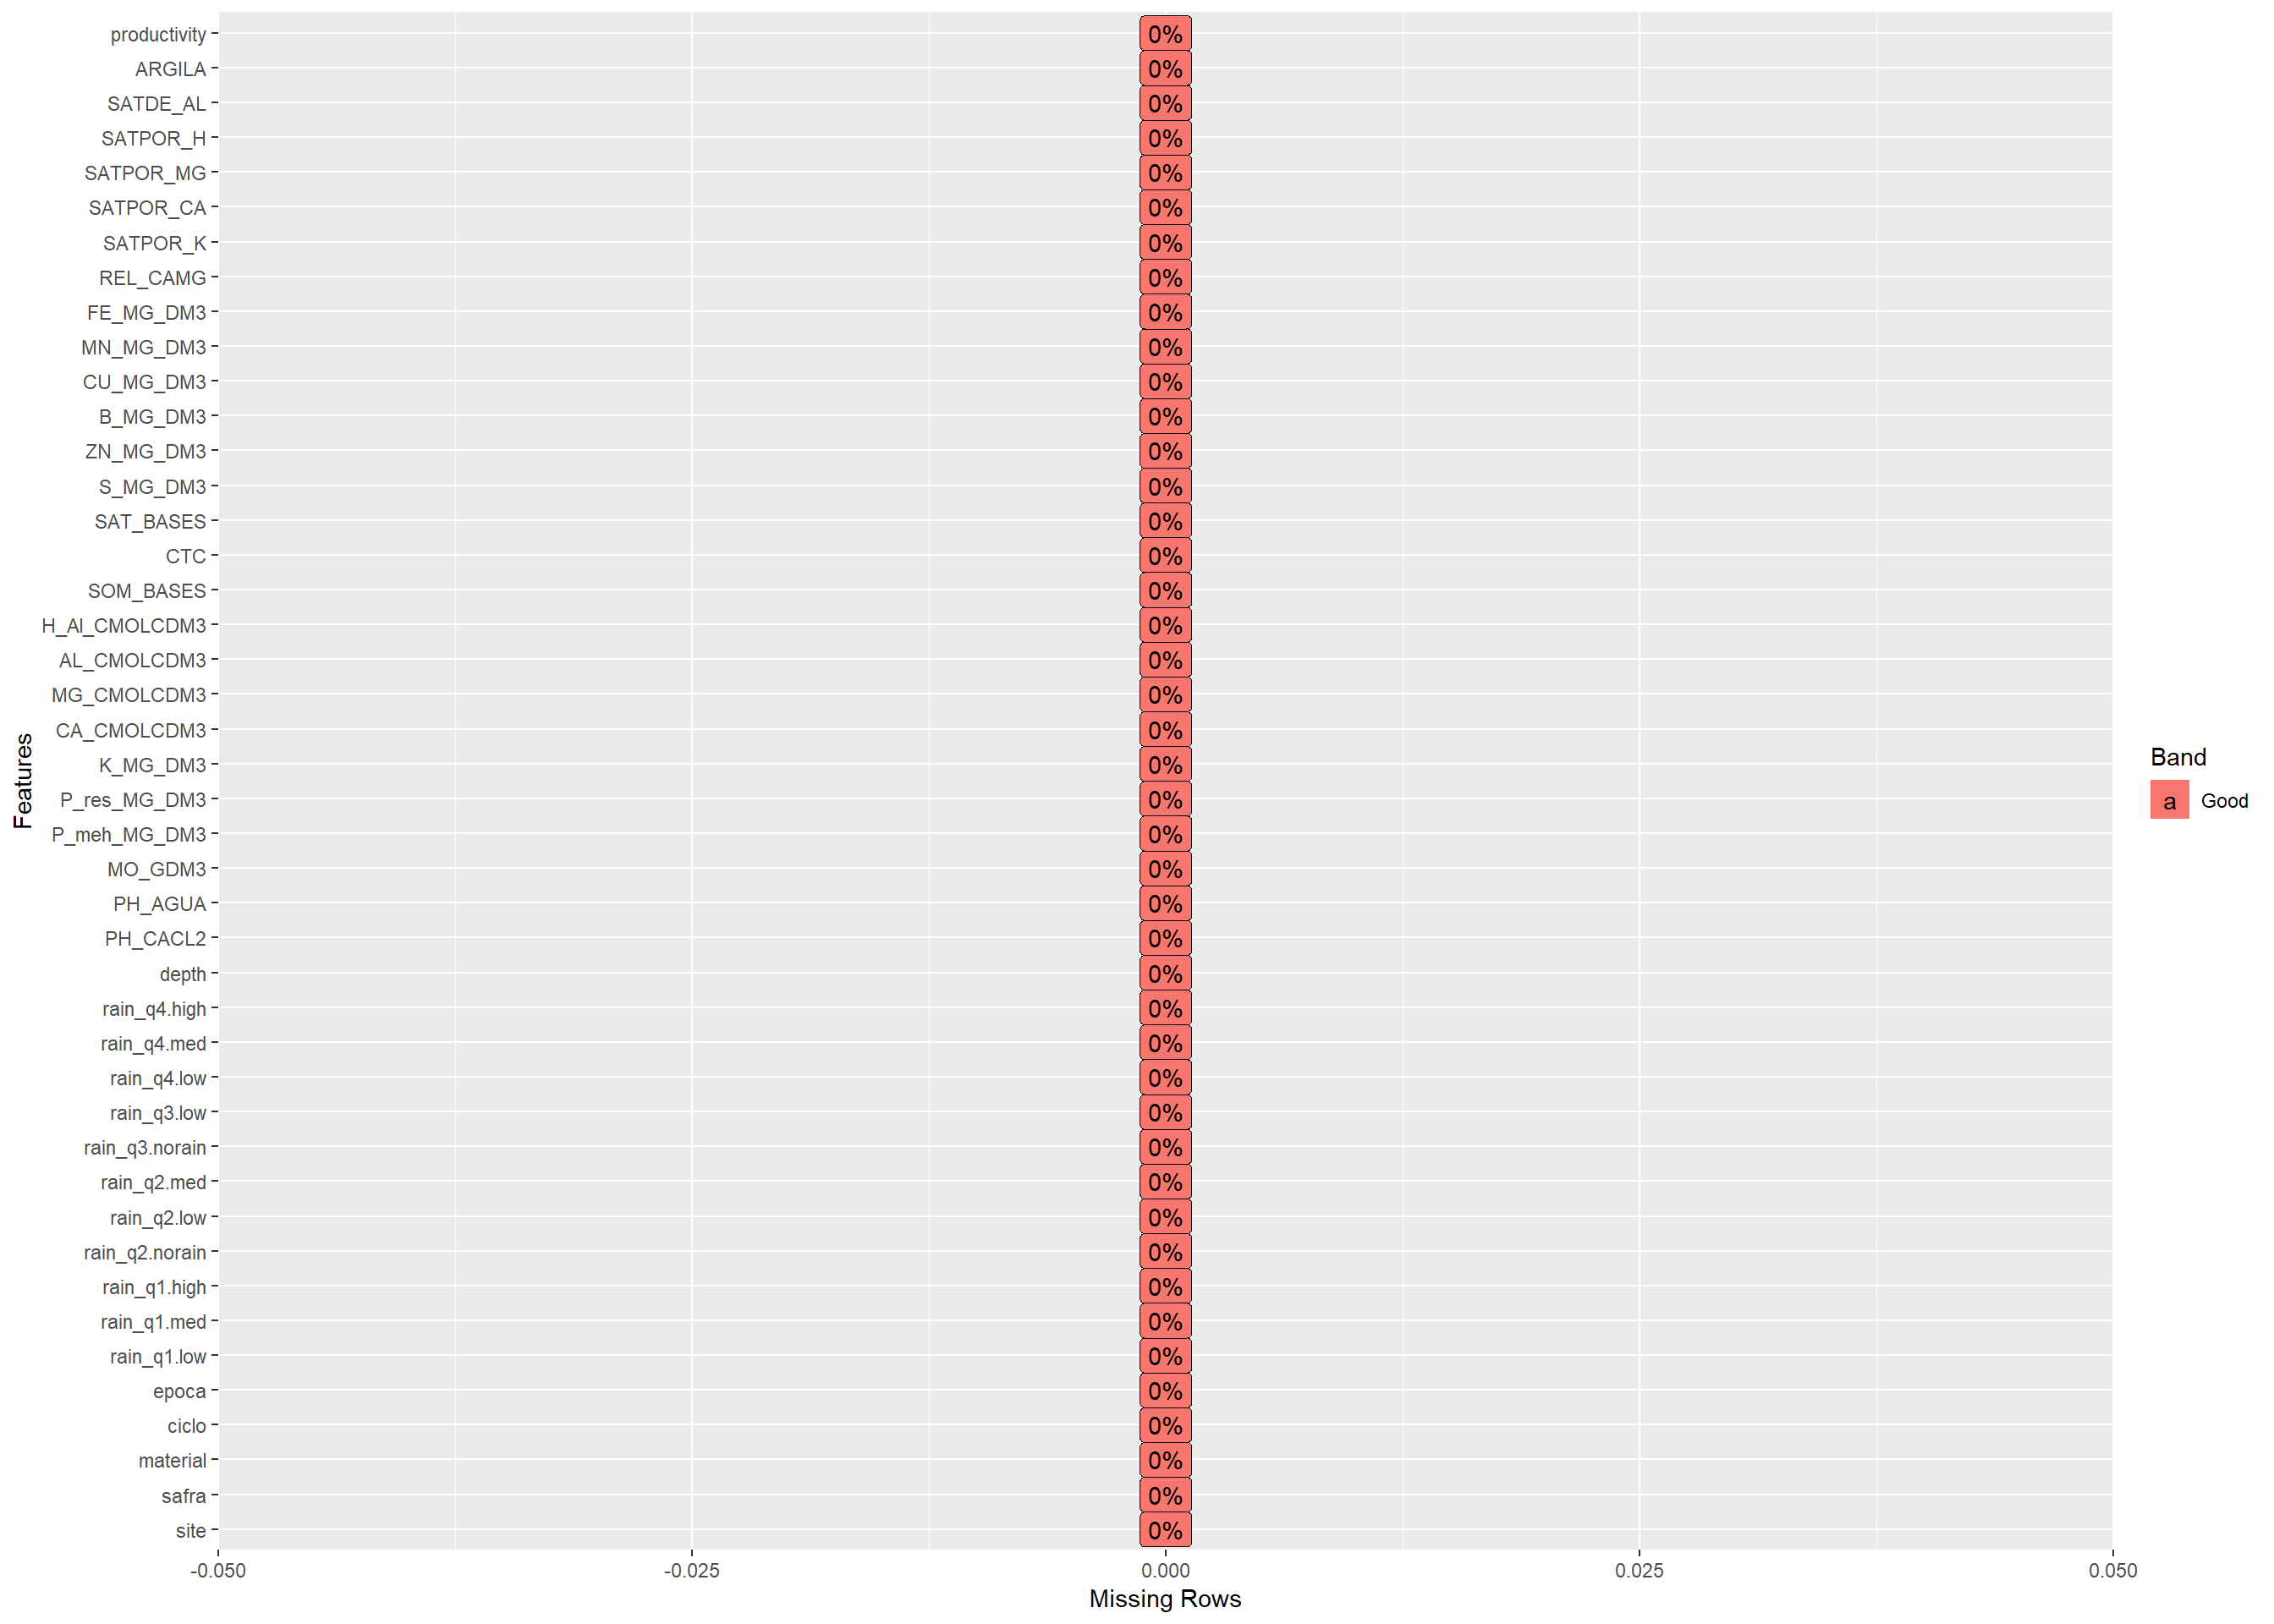 productivity 0%
ARGILA 0%
SATDE_AL 0%
SATPOR_H 0%
SATPOR_MG 0%
SATPOR_CA 0%
SATPOR_K 0%
REL_CAMG 0%
FE_MG_DM3 0%
MN_MG_DM3 0%
CU_MG_DM3 0%
B_MG_DM3 0%
ZN_MG_DM3 0%
S_MG_DM3 0%
SAT_BASES 0%
CTC 0%
SOM_BASES 0%
H_Al_CMOLCDM3 0%
AL_CMOLCDM3 0%
MG_CMOLCDM3 0%
CA_CMOLCDM3 0%
K_MG_DM3 0%
P_res_MG_DM3 0%
P_meh_MG_DM3 0%
MO_GDM3 0%
PH_AGUA 0%
PH_CACL2 0%
depth 0%
rain_q4.high 0%
rain_q4.med 0%
rain_q4.low 0%
rain_q3.low 0%
rain_q3.norain 0%
rain_q2.med 0%
rain_q2.low 0%
rain_q2.norain 0%
rain_q1.high 0%
rain_q1.med 0%
rain_q1.low 0%
epoca 0%
ciclo 0%
material 0%
safra 0%
site 0%
-0.050 -0.025 0.000 0.025 0.050
Missing Rows
Features
Band
a Good